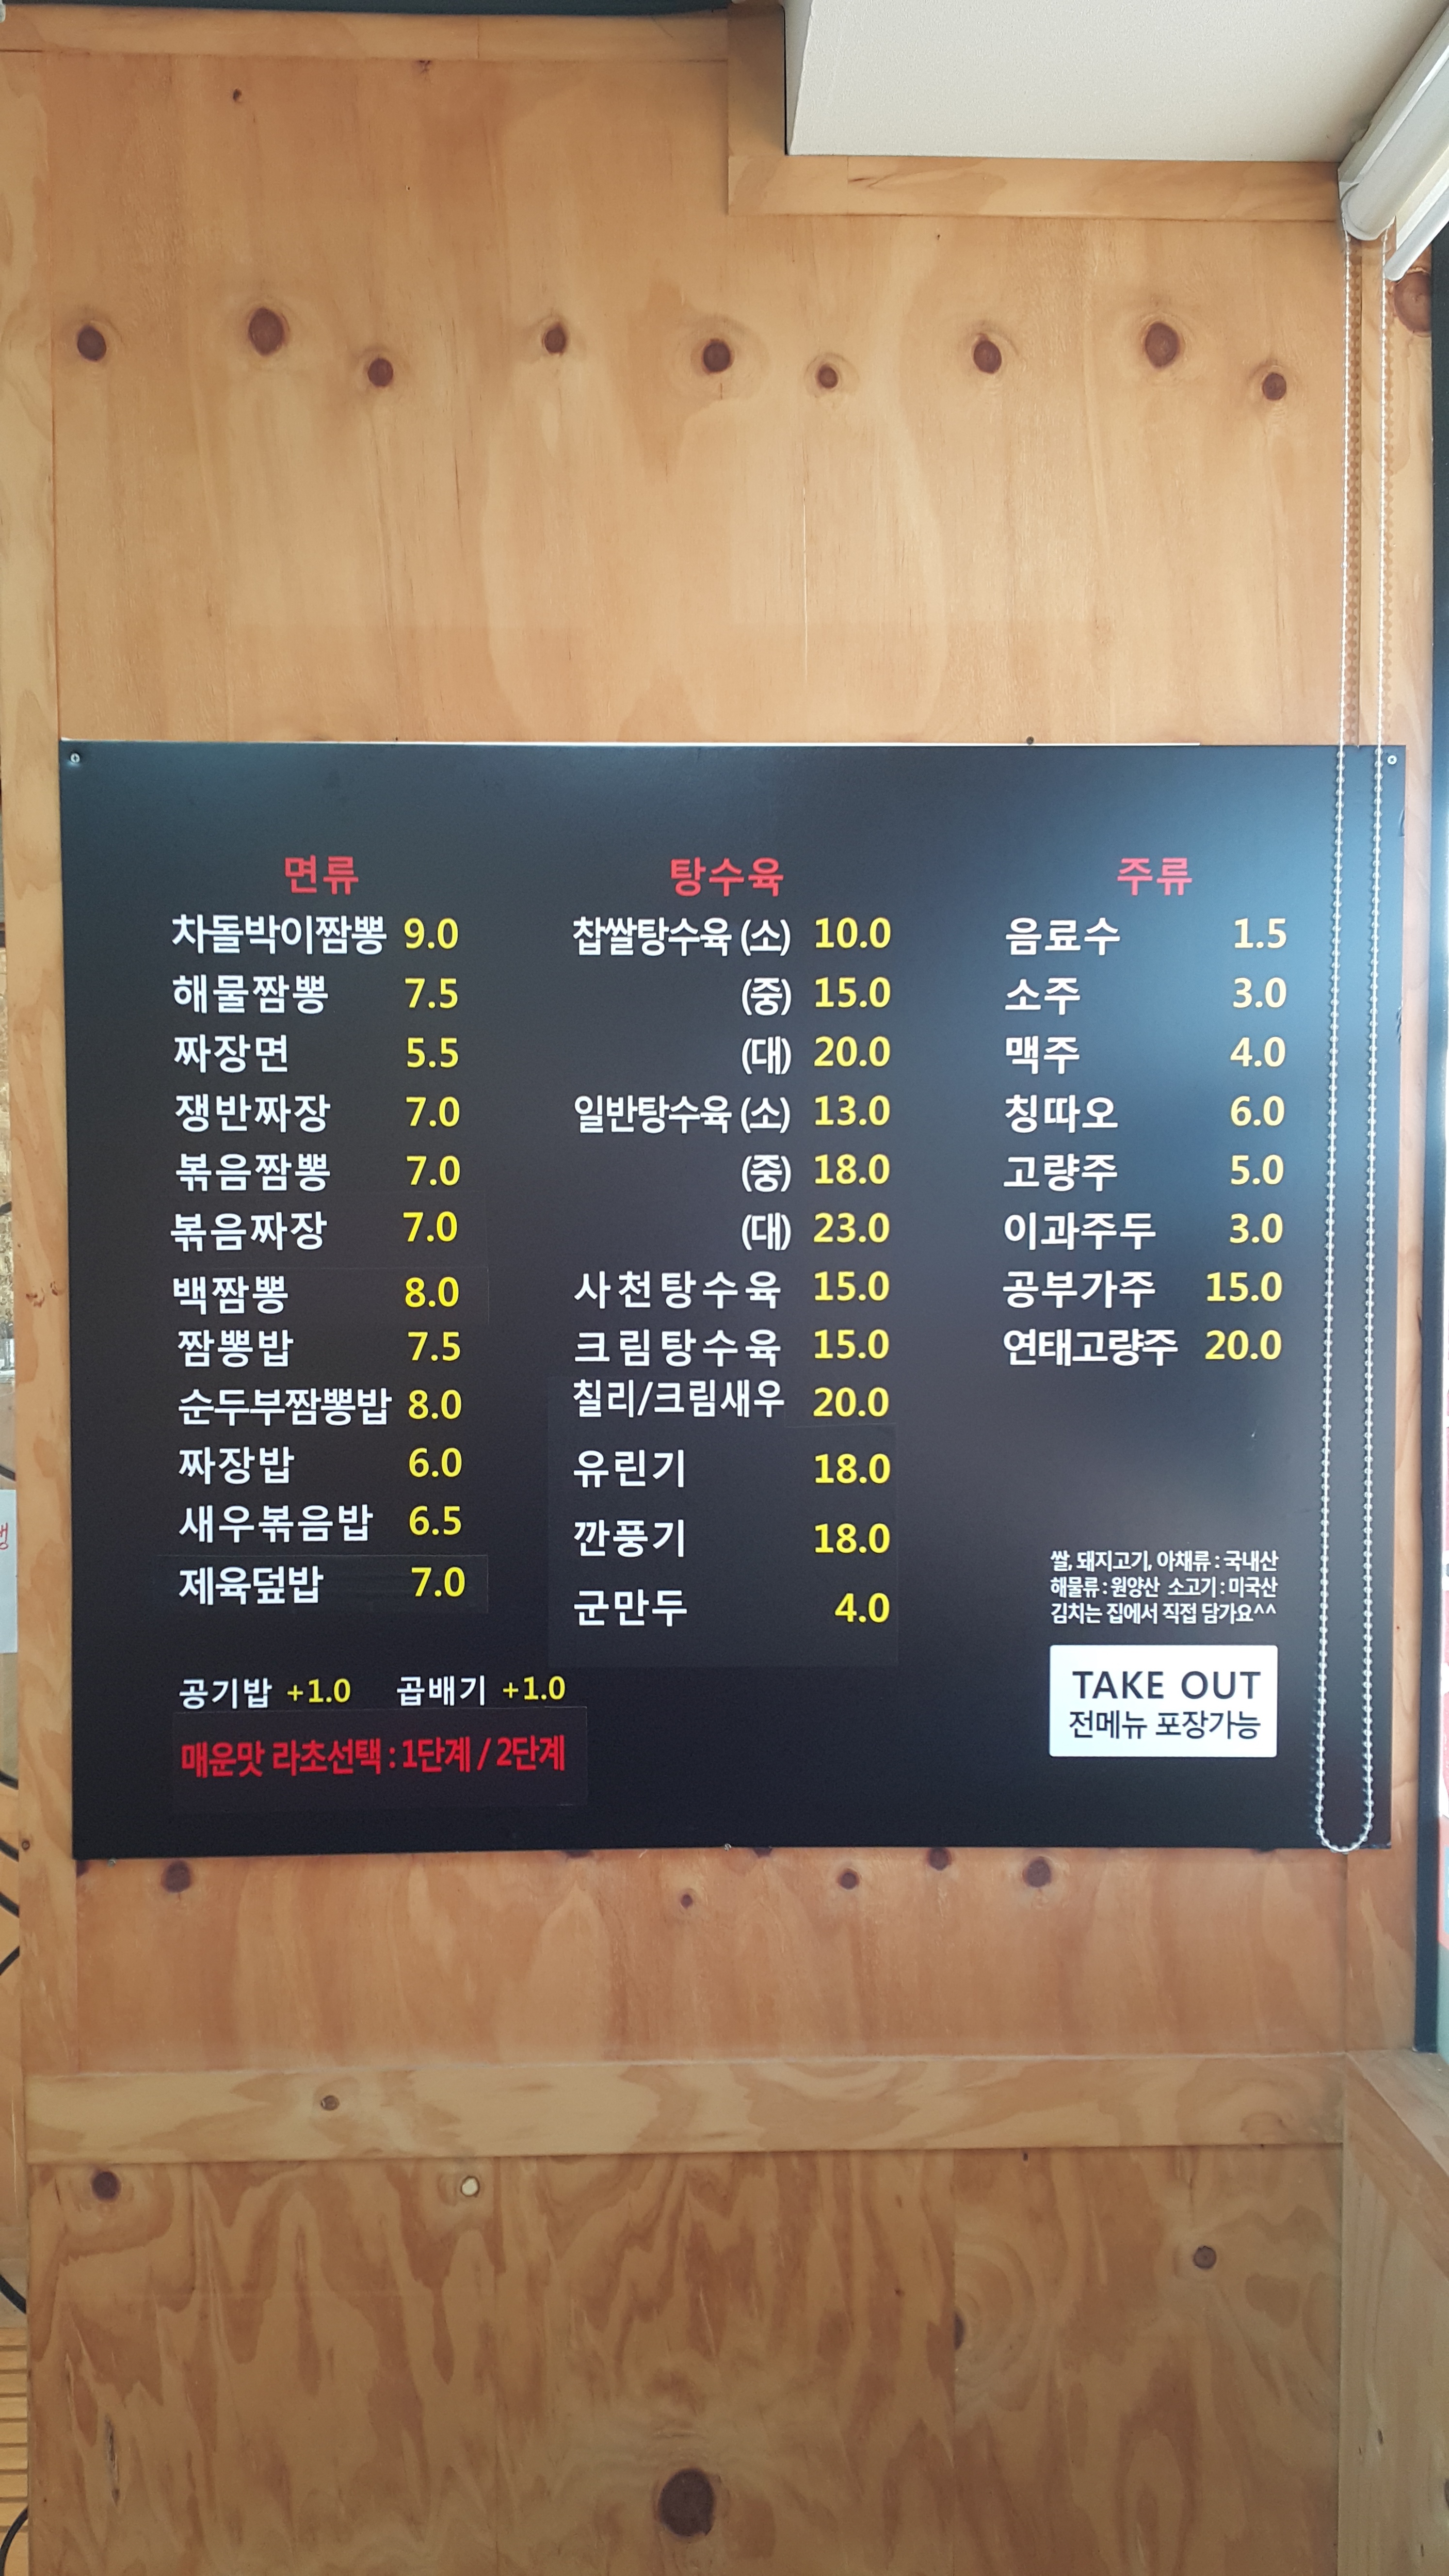 면류
차돌박이짬뽕 9.0
해물짬뽕 7.5
짜장면 5.5
쟁반짜장 7.0
볶음짬뽕 7.0
볶음짜장 7.0
백짬뽕 8.0
짬뽕밥 7.5
순두부짬뽕밥 8.0
짜장밥 6.0
새우볶음밥 6.5
제육덮밥 7.0
공기밥 +1.0 곱배기 +1.0
매운맛 라초선택 : 1단계 / 2단계
탕수육
찹쌀탕수육 (소) 10.0
(중) 15.0
(대) 20.0
일반탕수육 (소) 13.0
(중) 18.0
(대) 23.0
사천탕수육 15.0
크림탕수육 15.0
칠리/크림새우 20.0
유린기 18.0
깐풍기 18.0
군만두 4.0
주류
음료수 1.5
소주 3.0
맥주 4.0
칭따오 6.0
고량주 5.0
이과주두 3.0
공부가주 15.0
연태고량주 20.0
쌀, 돼지고기, 야채류 : 국내산
해물류 : 원양산 소고기 : 미국산
김치는 집에서 직접 담가요^^
TAKE OUT
전메뉴 포장가능